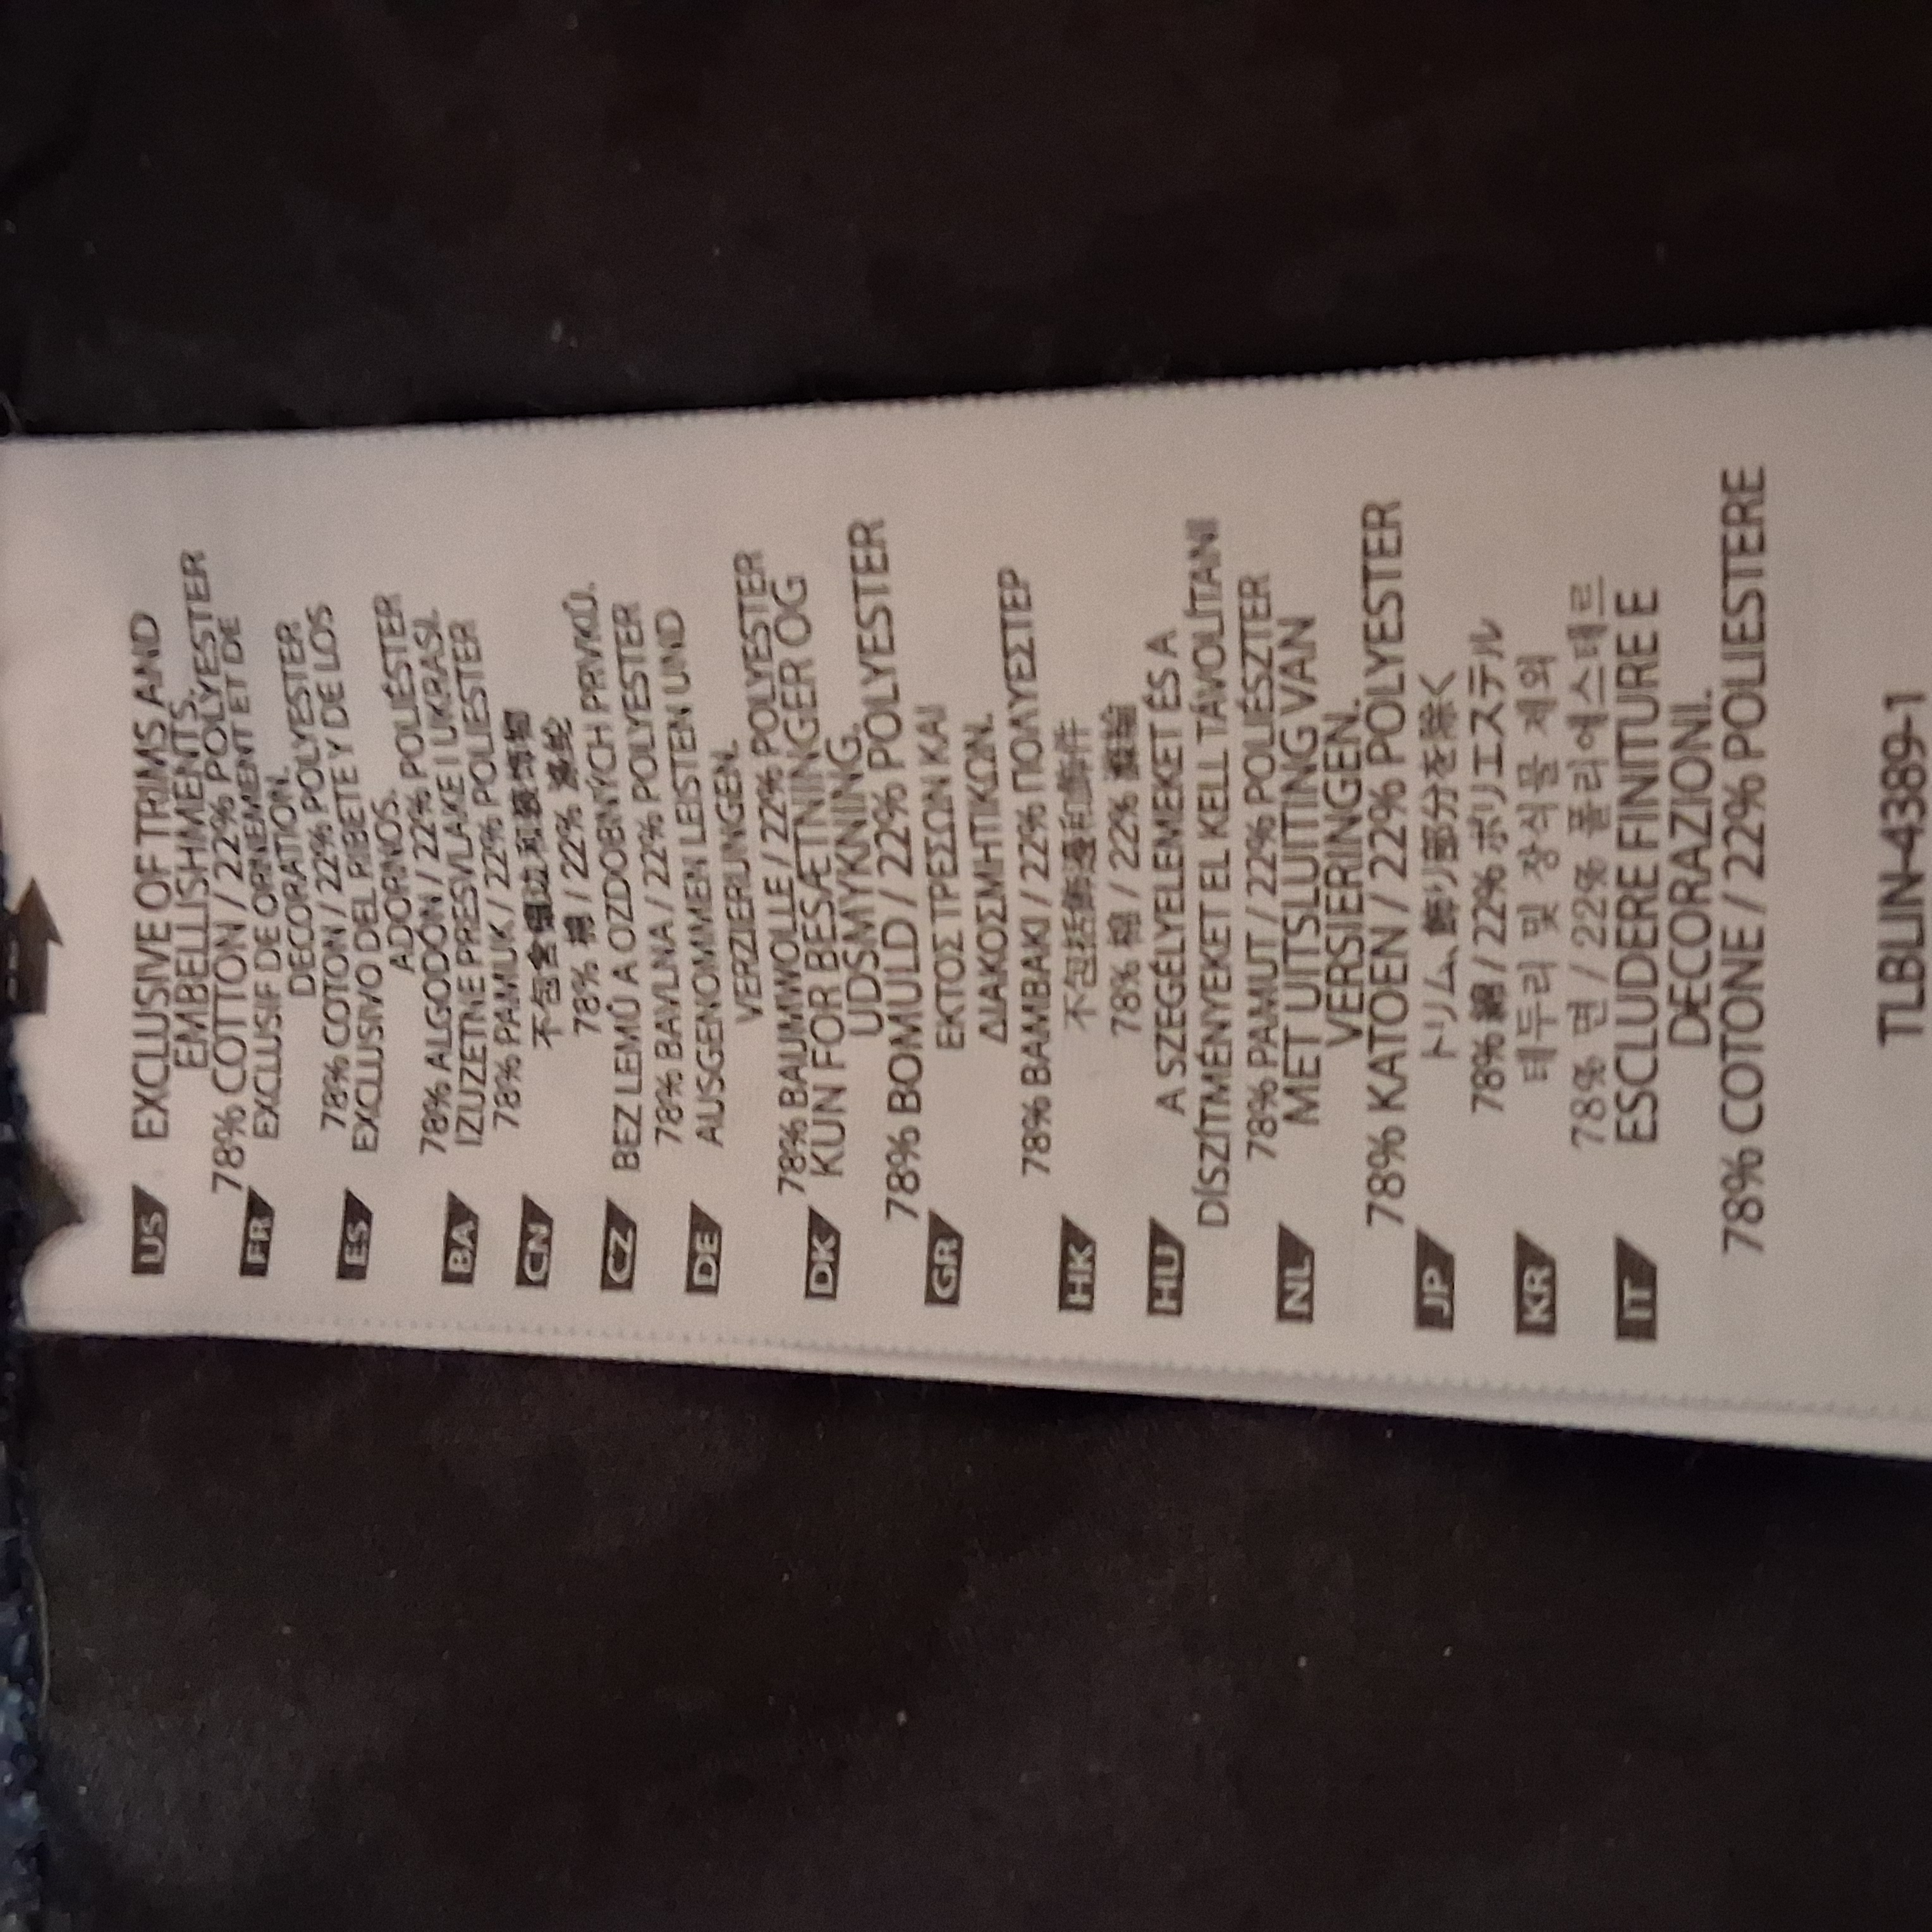 US EXCLUSIVE OF TRIMS AND
EMBELLISHMENTS.
78% COTTON / 22% POLYESTER
FR EXCLUSIF DE ORNEMENT ET DE
DECORATION.
78% COTON / 22% POLYESTER
ES EXCLUSIVO DEL RIBETE Y DE LOS
ADORNOS.
78% ALGODÓN / 22% POLIÉSTER
BA IZUZETNE PRESVLAKE I UKRASI.
78% PAMUK / 22% POLIESTER
CN 不包含镶边和装饰物
78% 棉 / 22% 涤纶
CZ BEZ LEMŮ A OZDOBNÝCH PRVKŮ.
78% BAVLNA / 22% POLYESTER
DE AUSGENOMMEN LEISTEN UND
VERZIERUNGEN.
78% BAUMWOLLE / 22% POLYESTER
DK KUN FOR BESÆTNINGER OG
UDSMYKNING.
78% BOMULD / 22% POLYESTER
GR ΕΚΤΟΣ ΤΡΕΣΩΝ ΚΑΙ
ΔΙΑΚΟΣΜΗΤΙΚΩΝ.
78% ΒΑΜΒΑΚΙ / 22% ΠΟΛΥΕΣΤΕΡ
HK 不包括飾邊和飾件
78% 棉 / 22% 滌綸
HU A SZEGÉLYELEMEKET ÉS A
DÍSZÍTMÉNYEKET EL KELL TÁVOLÍTANI
78% PAMUT / 22% POLIÉSZTER
NL MET UITSLUITING VAN
VERSIERINGEN.
78% KATOEN / 22% POLYESTER
JP トリム、飾り部分を除く
78% 綿 / 22% ポリエステル
KR 테두리 및 장식물 제외
78% 면 / 22% 폴리에스테르
IT ESCLUDERE FINITURE E
DECORAZIONI.
78% COTONE / 22% POLIESTERE
TLBLIN-4389-1